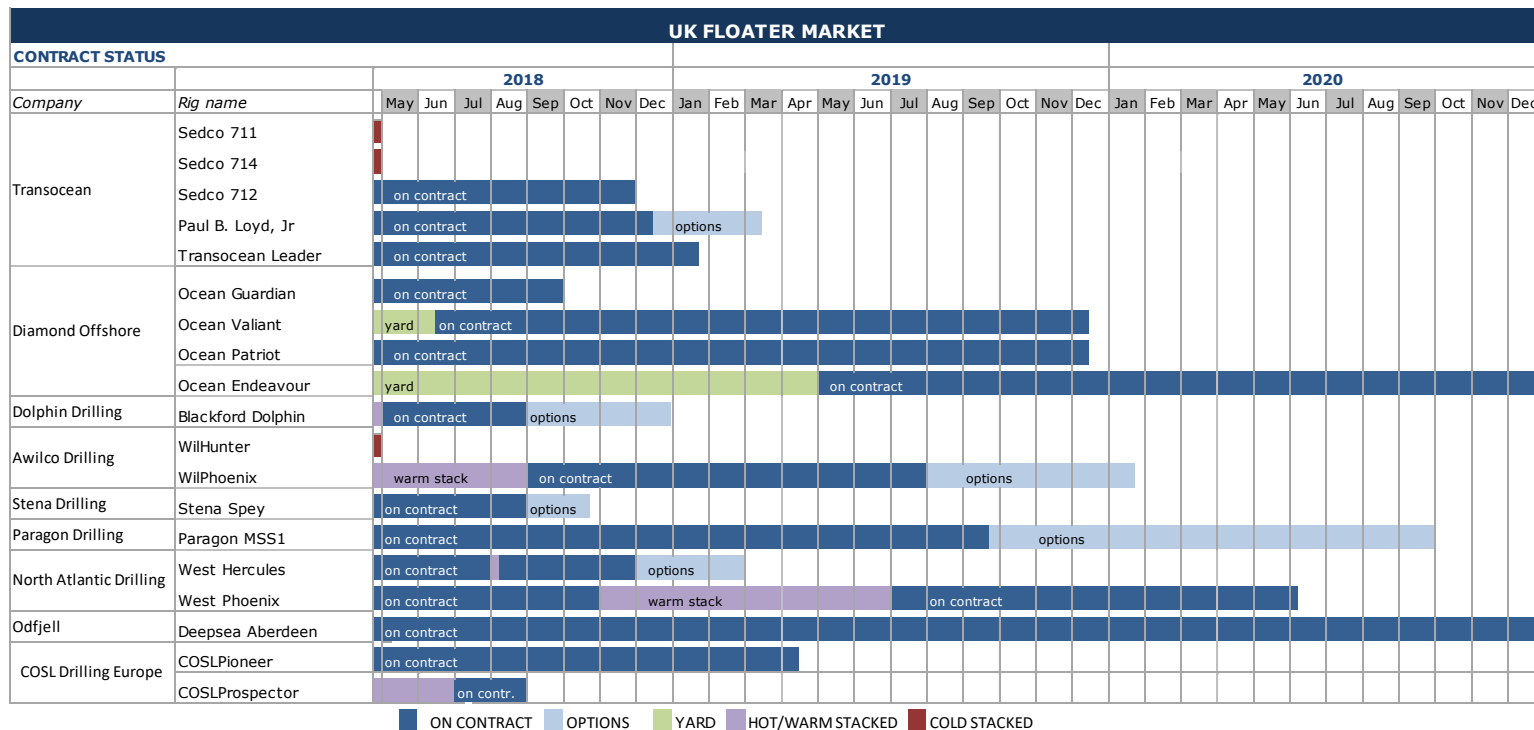 UK FLOATER MARKET
CONTRACT STATUS
2018 2019 2020
Company Rig name May Jun Jul Aug Sep Oct Nov Dec Jan Feb Mar Apr May Jun Jul Aug Sep Oct Nov Dec Jan Feb Mar Apr May Jun Jul Aug Sep Oct Nov Dec
Sedco 711
Sedco 714
Transocean
Sedco 712 on contract
Paul B. Loyd, Jr on contract options
Transocean Leader on contract
Ocean Guardian on contract
Diamond Offshore
Ocean Valiant yard on contract
Ocean Patriot on contract
Ocean Endeavour yard on contract
Dolphin Drilling Blackford Dolphin on contract options
WilHunter
Awilco Drilling
WilPhoenix warm stack on contract options
Stena Drilling Stena Spey on contract options
Paragon Drilling Paragon MSS1 on contract options
West Hercules on contract options
North Atlantic Drilling
West Phoenix on contract warm stack on contract
Odfjell Deepsea Aberdeen on contract
COSLPioneer on contract
COSL Drilling Europe
COSLProspector on contr.
ON CONTRACT OPTIONS YARD HOT/WARM STACKED COLD STACKED